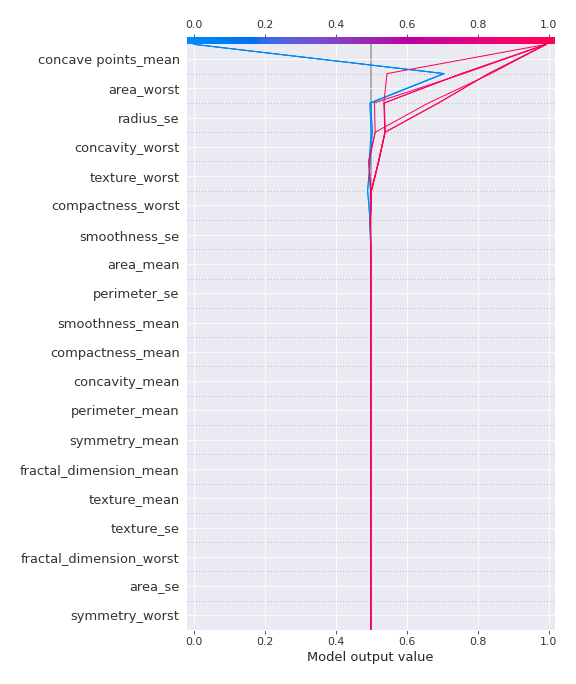 0.0 0.2 0.4 0.6 0.8 1.0
concave points_mean
area_worst
radius_se
concavity_worst
texture_worst
compactness_worst
smoothness_se
area_mean
perimeter_se
smoothness_mean
compactness_mean
concavity_mean
perimeter_mean
symmetry_mean
fractal_dimension_mean
texture_mean
texture_se
fractal_dimension_worst
area_se
symmetry_worst
0.0 0.2 0.4 0.6 0.8 1.0
Model output value